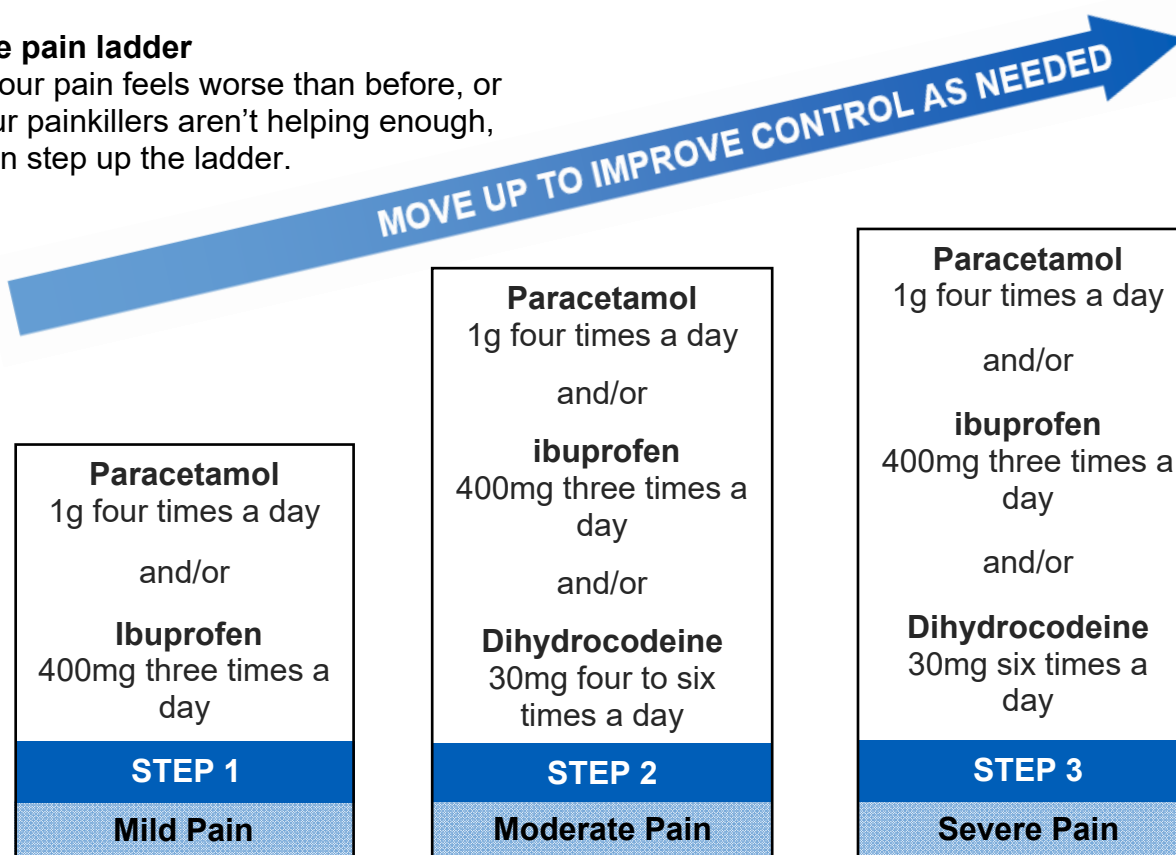 e pain ladder
our pain feels worse than before, or
ur painkillers aren't helping enough,
n step up the ladder.
MOVE UP TO IMPROVE CONTROL AS NEEDED
Paracetamol
1g four times a day
and/or
Ibuprofen
400mg three times a
day
STEP 1
Mild Pain
Paracetamol
1g four times a day
and/or
ibuprofen
400mg three times a
day
and/or
Dihydrocodeine
30mg four to six
times a day
STEP 2
Moderate Pain
Paracetamol
1g four times a day
and/or
ibuprofen
400mg three times a
day
and/or
Dihydrocodeine
30mg six times a
day
STEP 3
Severe Pain